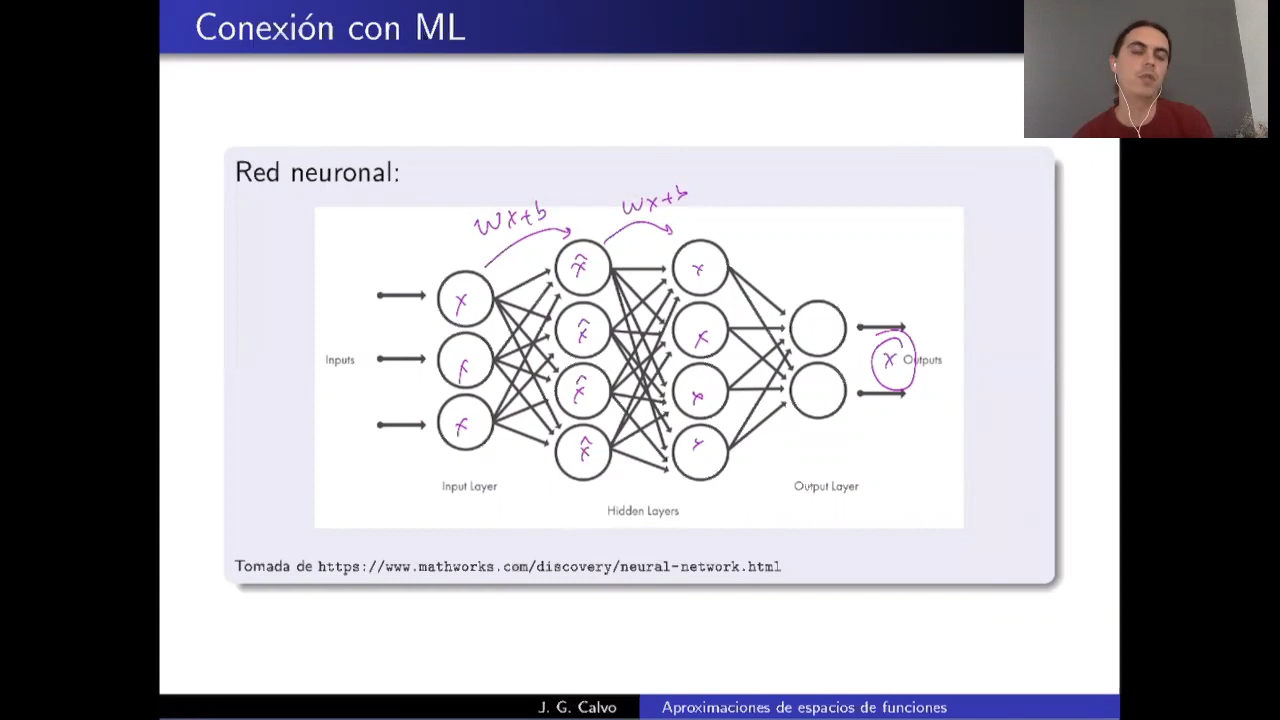 Conexión con ML
Red neuronal:
Wx+b
Wx+b
x
x
x
x̂
x̂
x̂
x̂
x
x
x
x
x
Inputs
Outputs
Input Layer
Output Layer
Hidden Layers
Tomada de https://www.mathworks.com/discovery/neural-network.html
J. G. Calvo
Aproximaciones de espacios de funciones